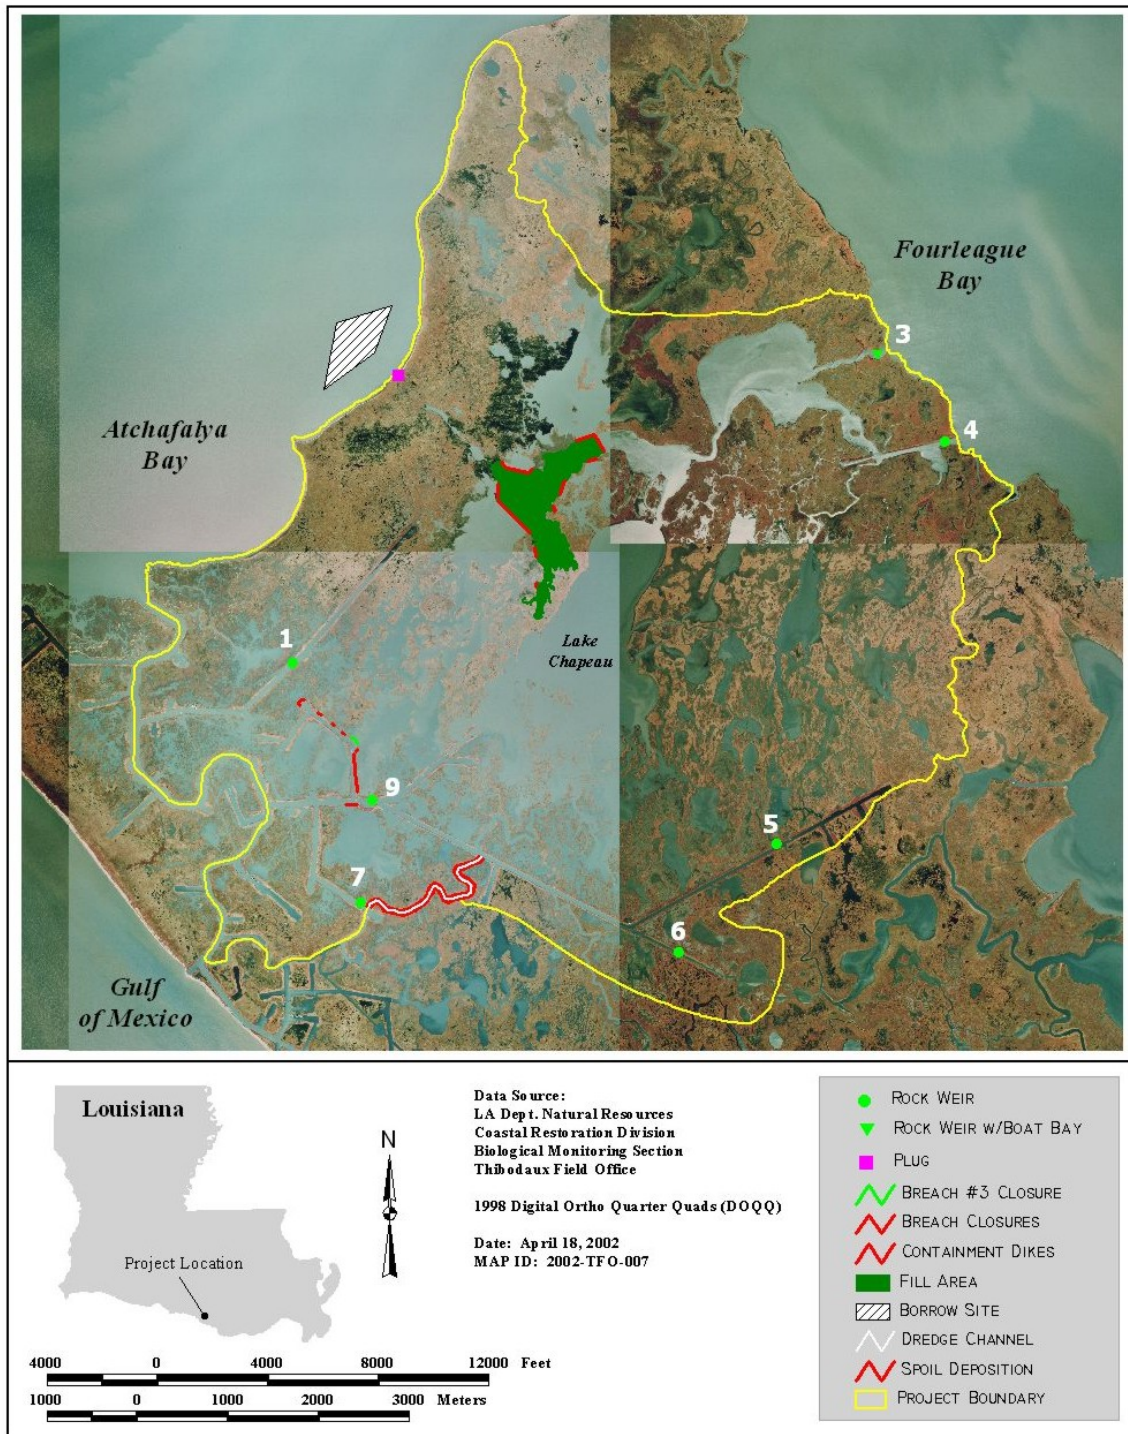 Fourleague
Bay
3
Atchafalya
Bay
4
Lake
Chapeau
1
9
5
7
6
Gulf
of Mexico
Louisiana
Project Location
N
Data Source:
LA Dept. Natural Resources
Coastal Restoration Division
Biological Monitoring Section
Thibodaux Field Office
1998 Digital Ortho Quarter Quads (DOQQ)
Date: April 18, 2002
MAP ID: 2002-TFO-007
4000 0 4000 8000 12000 Feet
1000 0 1000 2000 3000 Meters
ROCK WEIR
ROCK WEIR W/BOAT BAY
PLUG
BREACH #3 CLOSURE
BREACH CLOSURES
CONTAINMENT DIKES
FILL AREA
BORROW SITE
DREDGE CHANNEL
SPOIL DEPOSITION
PROJECT BOUNDARY